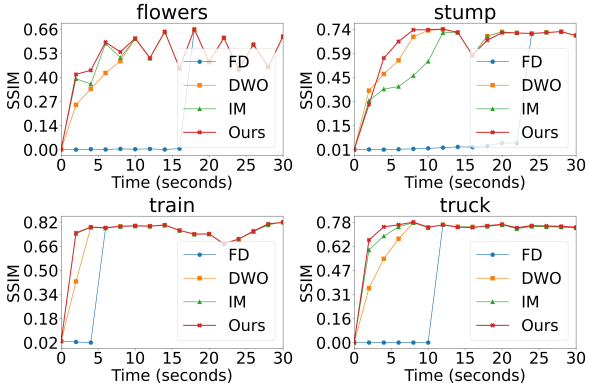 flowers
SSIM
0.66
0.53
0.40
0.27
0.14
0.00
0 5 10 15 20 25 30
Time (seconds)
FD
DWO
IM
Ours
stump
SSIM
0.74
0.59
0.45
0.30
0.15
0.01
0 5 10 15 20 25 30
Time (seconds)
FD
DWO
IM
Ours
train
SSIM
0.82
0.66
0.50
0.34
0.18
0.02
0 5 10 15 20 25 30
Time (seconds)
FD
DWO
IM
Ours
truck
SSIM
0.78
0.62
0.47
0.31
0.16
0.00
0 5 10 15 20 25 30
Time (seconds)
FD
DWO
IM
Ours